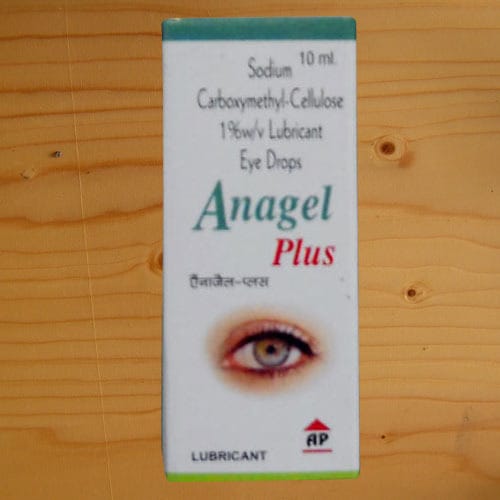 10 ml.
Sodium
Carboxymethyl-Cellulose
1%w/v Lubricant
Eye Drops
Anagel
Plus
ऐनाजैल-प्लस
AP
LUBRICANT